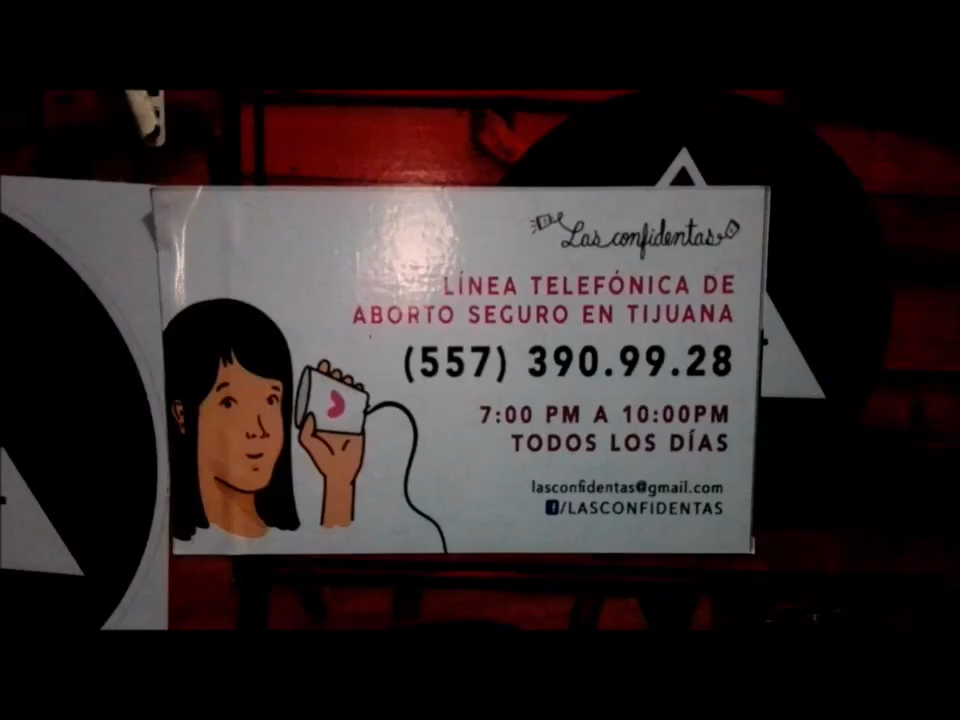 Las confidentas
LÍNEA TELEFÓNICA DE
ABORTO SEGURO EN TIJUANA
(557) 390.99.28
7:00 PM A 10:00PM
TODOS LOS DÍAS
lasconfidentas@gmail.com
f/LASCONFIDENTAS